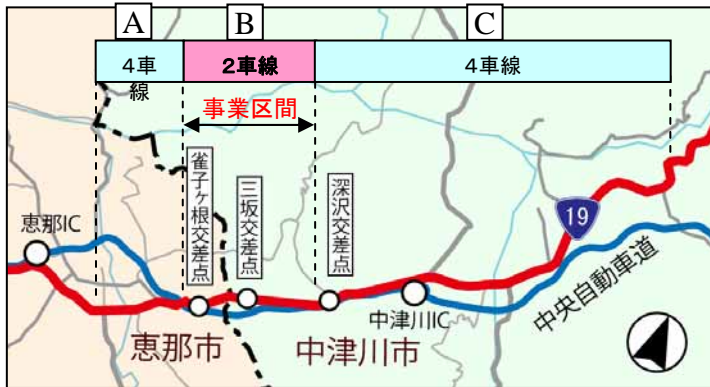 A
B
C
4車
線
2車線
4車線
事業区間
雀子ヶ根交差点
三坂交差点
深沢交差点
恵那IC
19
中央自動車道
中津川IC
恵那市
中津川市